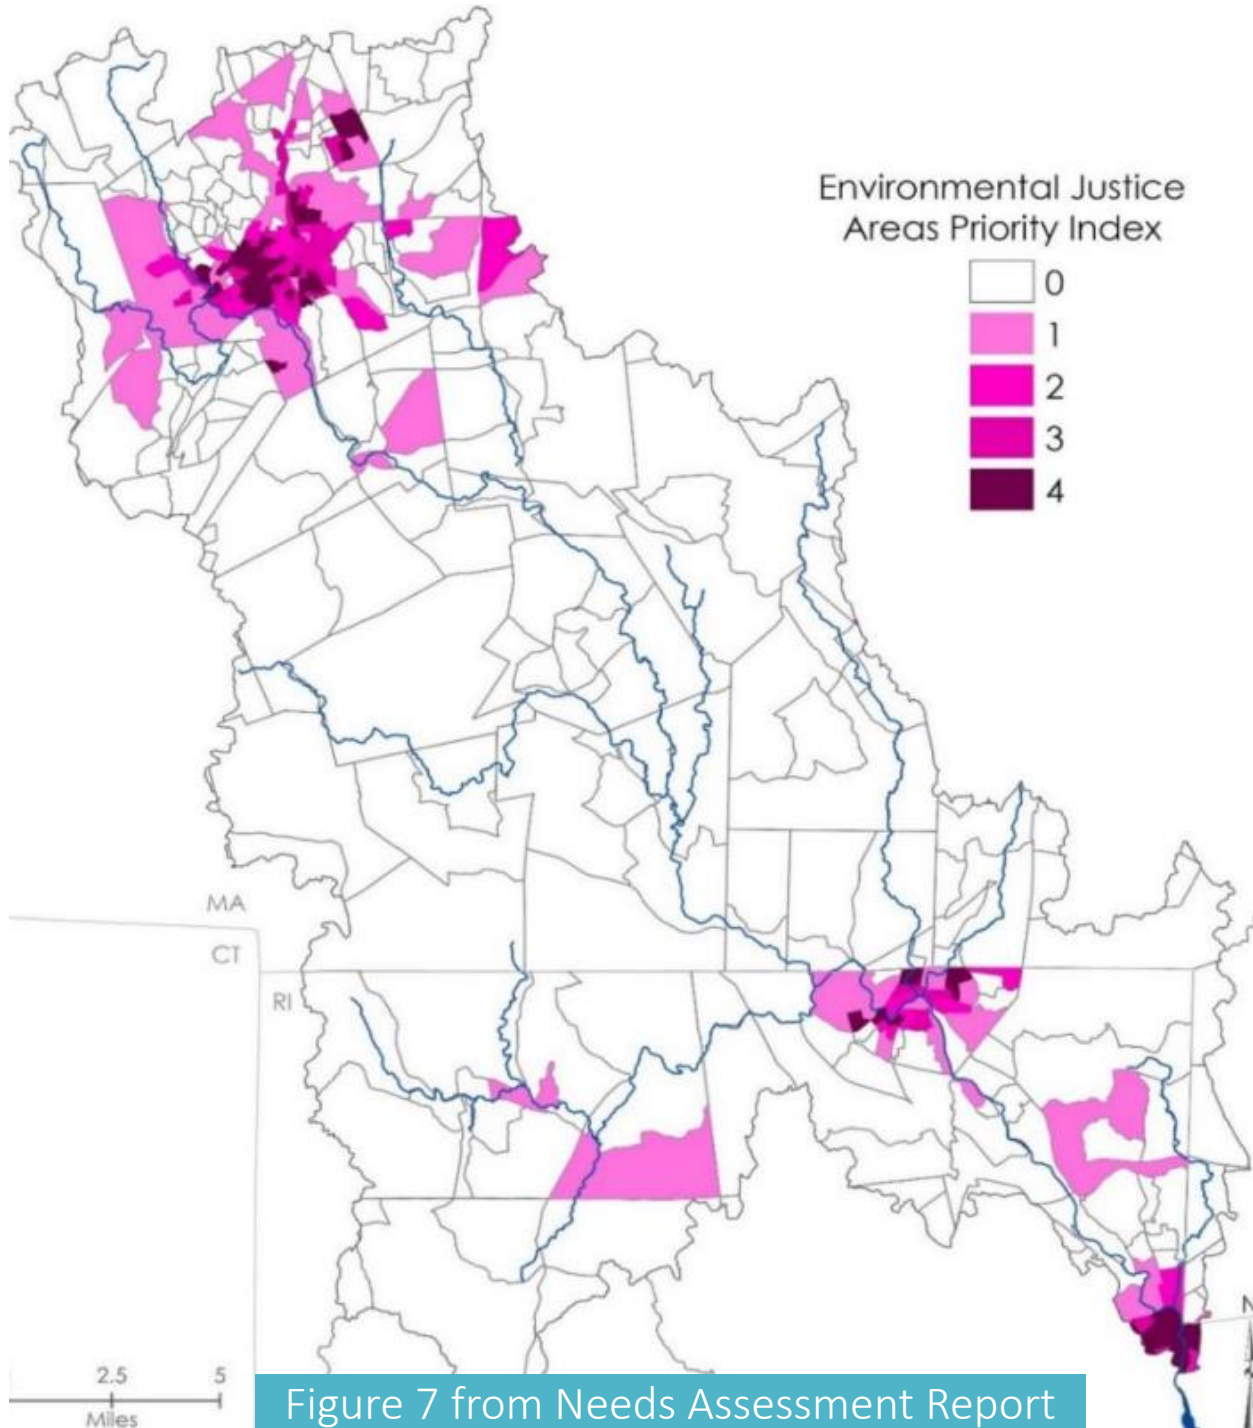 Environmental Justice
Areas Priority Index
0
1
2
3
4
MA
CT
RI
N
2.5 5
Miles
Figure 7 from Needs Assessment Report